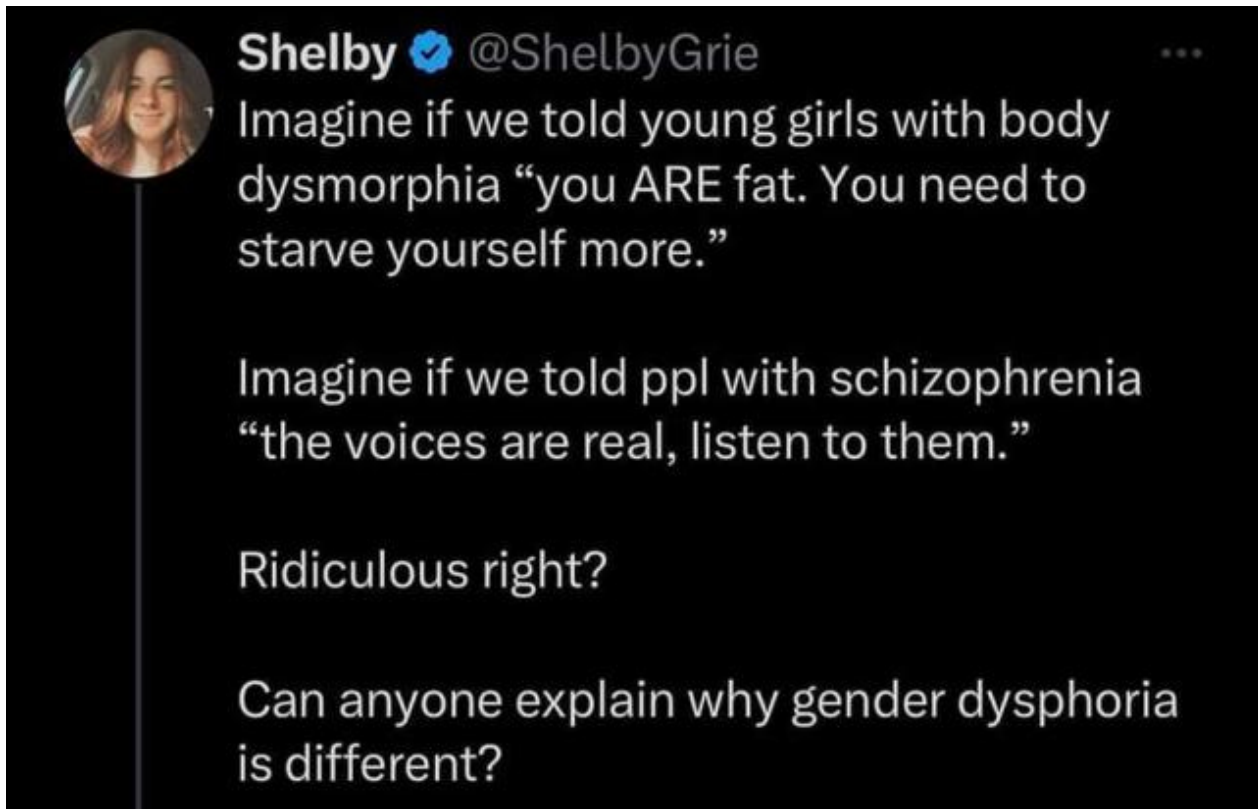 Shelby @ShelbyGrie
Imagine if we told young girls with body
dysmorphia “you ARE fat. You need to
starve yourself more.”
Imagine if we told ppl with schizophrenia
“the voices are real, listen to them.”
Ridiculous right?
Can anyone explain why gender dysphoria
is different?